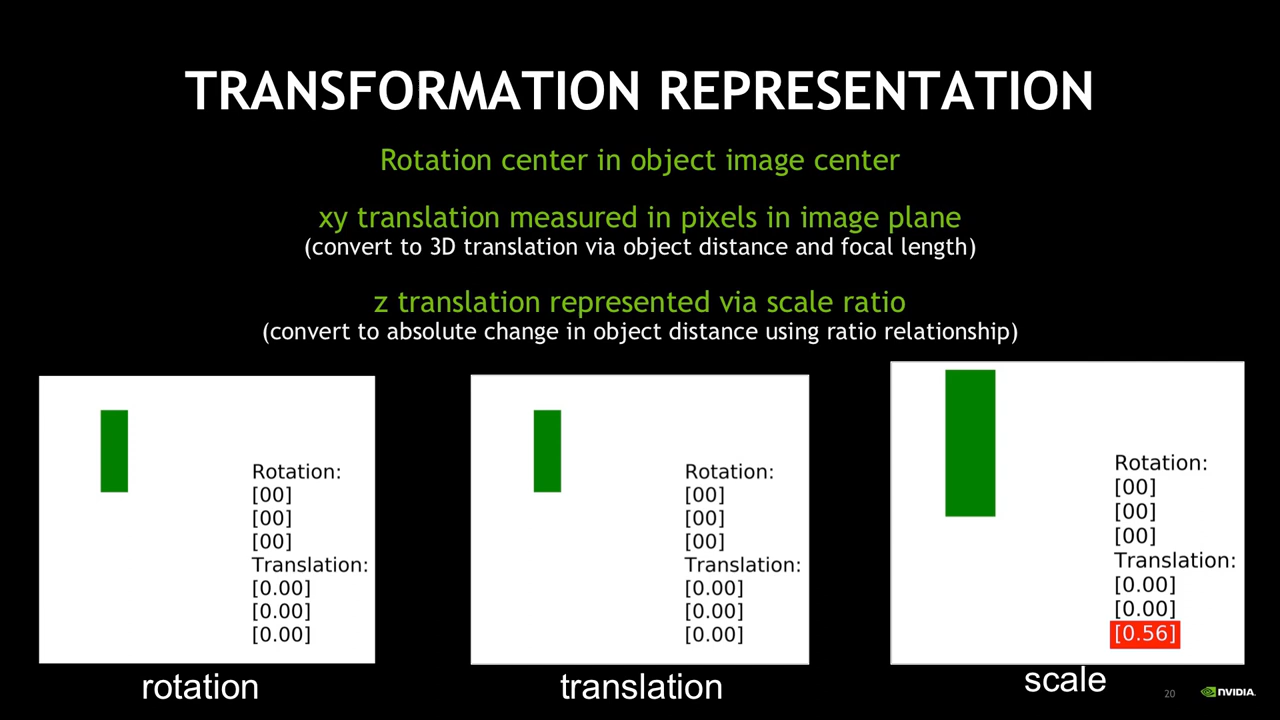 TRANSFORMATION REPRESENTATION
Rotation center in object image center
xy translation measured in pixels in image plane
(convert to 3D translation via object distance and focal length)
z translation represented via scale ratio
(convert to absolute change in object distance using ratio relationship)
Rotation:
[00]
[00]
[00]
Translation:
[0.00]
[0.00]
[0.00]
rotation
Rotation:
[00]
[00]
[00]
Translation:
[0.00]
[0.00]
[0.00]
translation
Rotation:
[00]
[00]
[00]
Translation:
[0.00]
[0.00]
[0.56]
scale
20
NVIDIA.